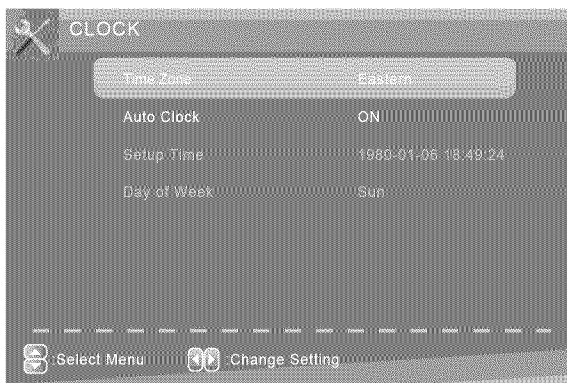 CLOCK
Time Zone Eastern
Auto Clock ON
Setup Time 1980-01-06 18:49:24
Day of Week Sun
:Select Menu :Change Setting